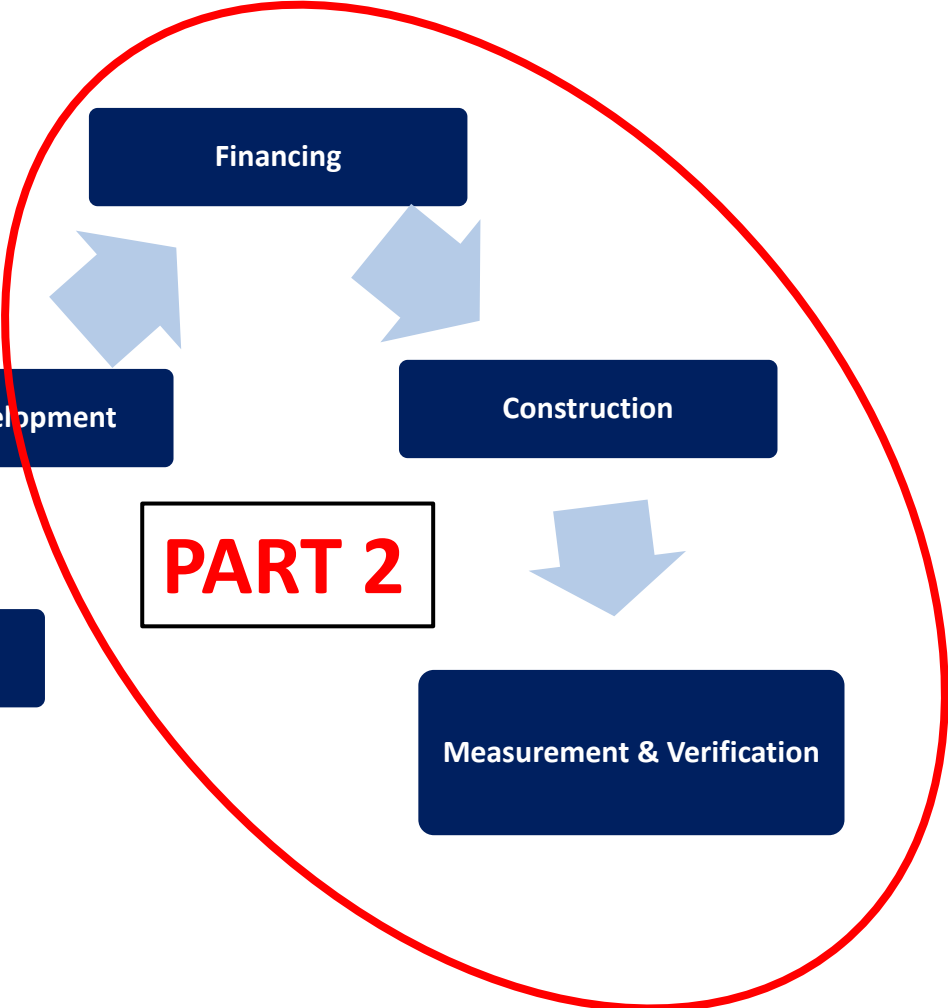 Financing
elopment
Construction
PART 2
Measurement & Verification